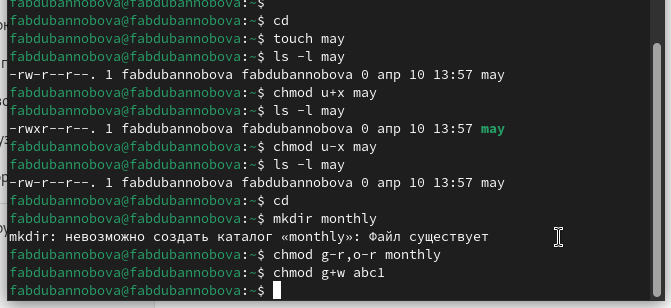 fabdubannobova@fabdubannobova:~$
fabdubannobova@fabdubannobova:~$ cd
fabdubannobova@fabdubannobova:~$ touch may
fabdubannobova@fabdubannobova:~$ ls -l may
-rw-r--r--. 1 fabdubannobova fabdubannobova 0 апр 10 13:57 may
fabdubannobova@fabdubannobova:~$ chmod u+x may
fabdubannobova@fabdubannobova:~$ ls -l may
-rwxr--r--. 1 fabdubannobova fabdubannobova 0 апр 10 13:57 may
fabdubannobova@fabdubannobova:~$ chmod u-x may
fabdubannobova@fabdubannobova:~$ ls -l may
-rw-r--r--. 1 fabdubannobova fabdubannobova 0 апр 10 13:57 may
fabdubannobova@fabdubannobova:~$ cd
fabdubannobova@fabdubannobova:~$ mkdir monthly
mkdir: невозможно создать каталог «monthly»: Файл существует
fabdubannobova@fabdubannobova:~$ chmod g-r,o-r monthly
fabdubannobova@fabdubannobova:~$ chmod g+w abc1
fabdubannobova@fabdubannobova:~$